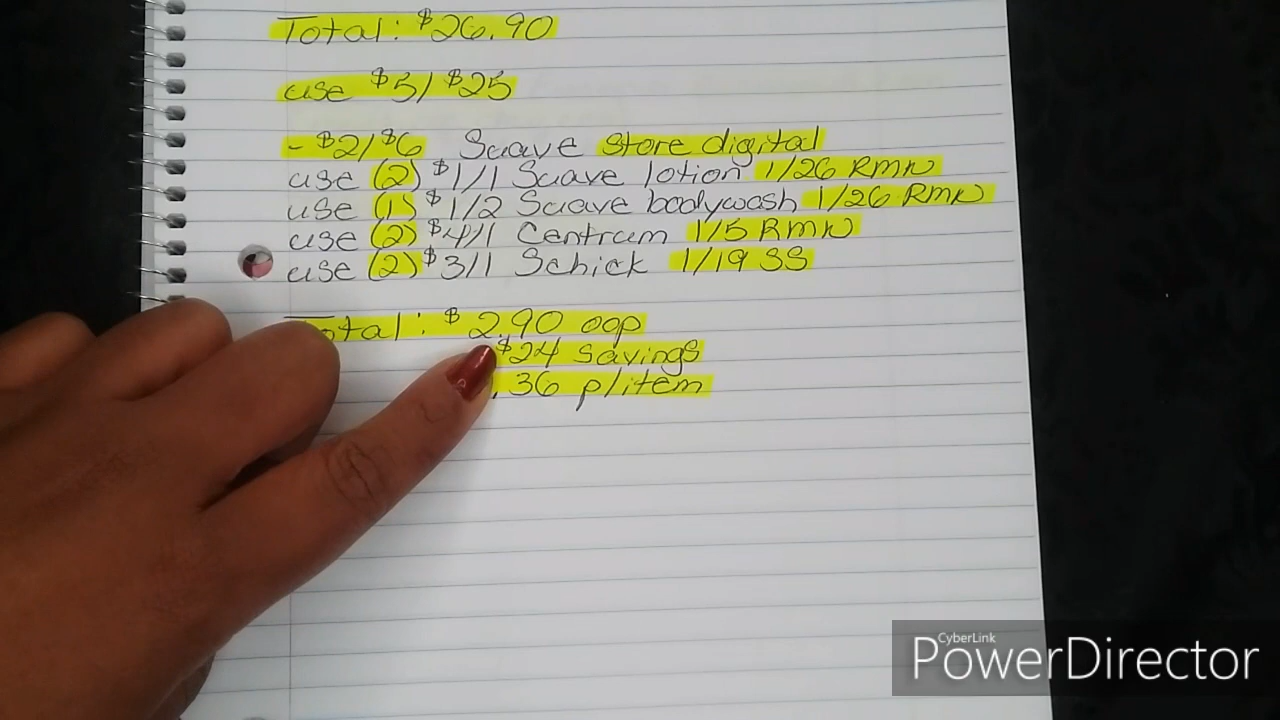 Total: $26.90
use $5/$25
- $2/$6 Suave store digital
use (2) $1/1 Suave lotion 1/26 RMN
use (1) $1/2 Suave bodywash 1/26 RMN
use (2) $4/1 Centrum 1/5 RMN
use (2) $3/1 Schick 1/19 SS
Total: $2.90 oop
$24 savings
.36 p/item
CyberLink
PowerDirector